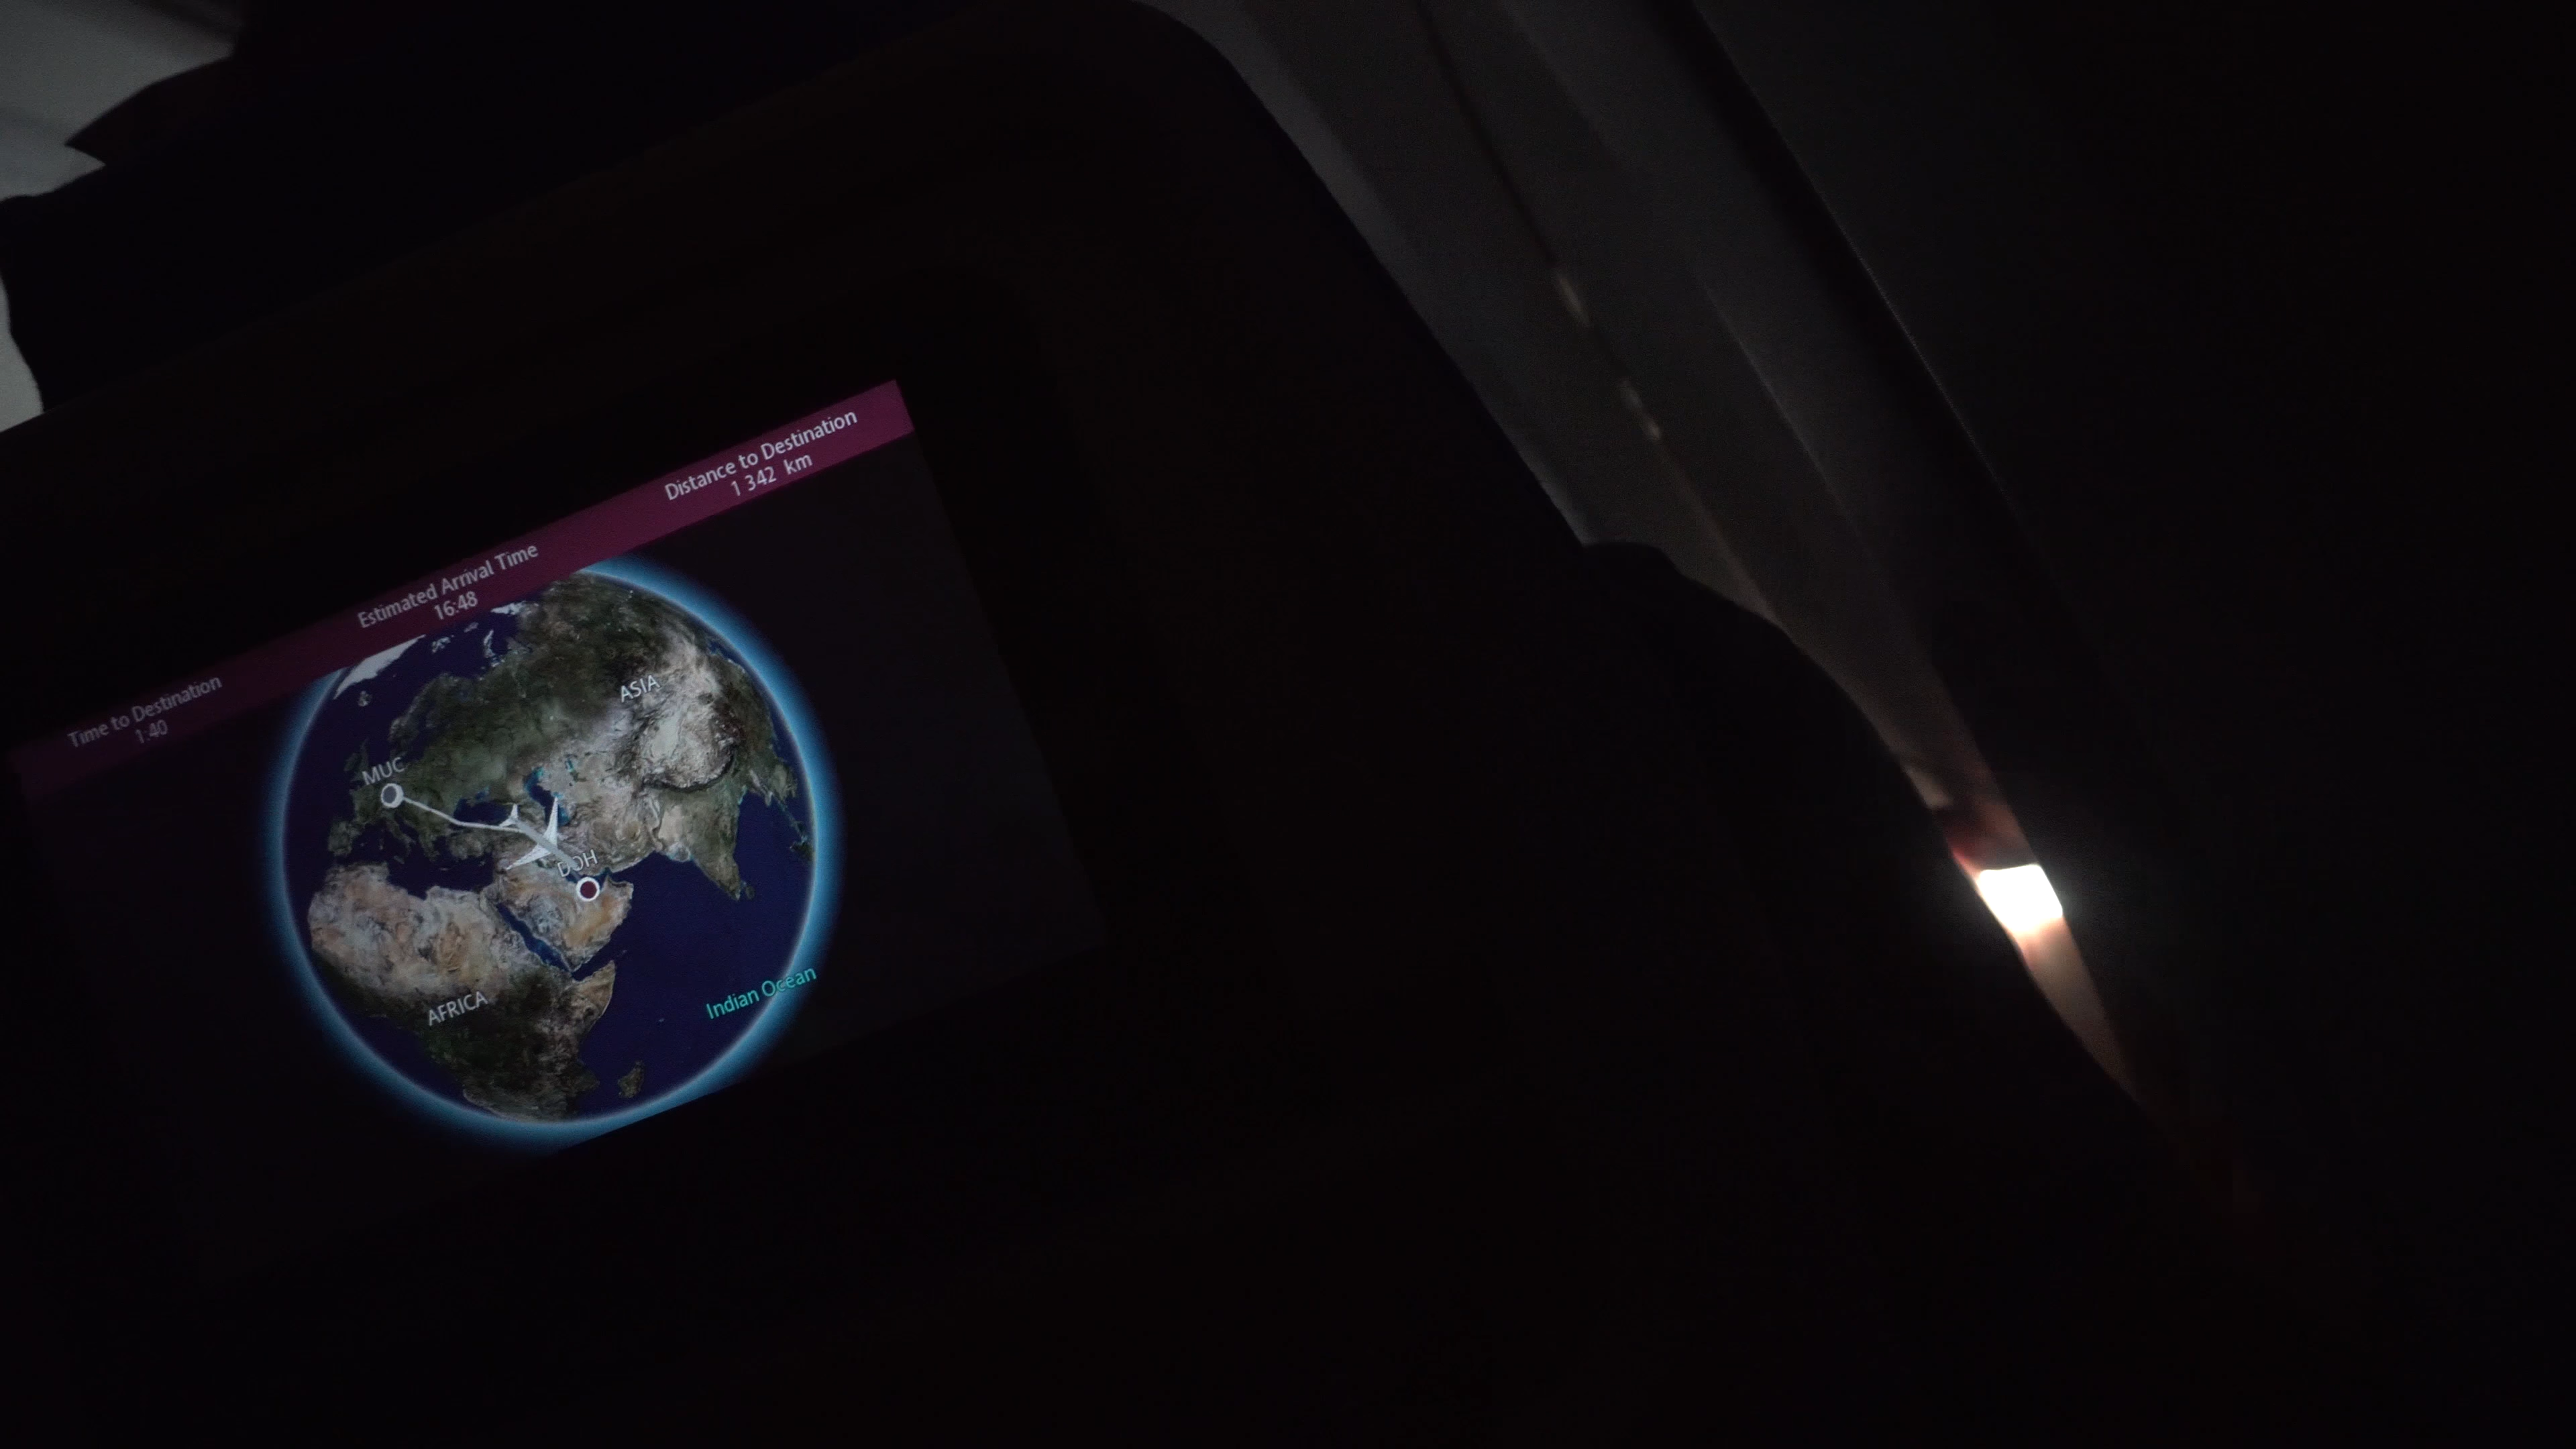 Time to Destination
1:40
Estimated Arrival Time
16:48
Distance to Destination
1 342 km
ASIA
MUC
DOH
AFRICA
Indian Ocean